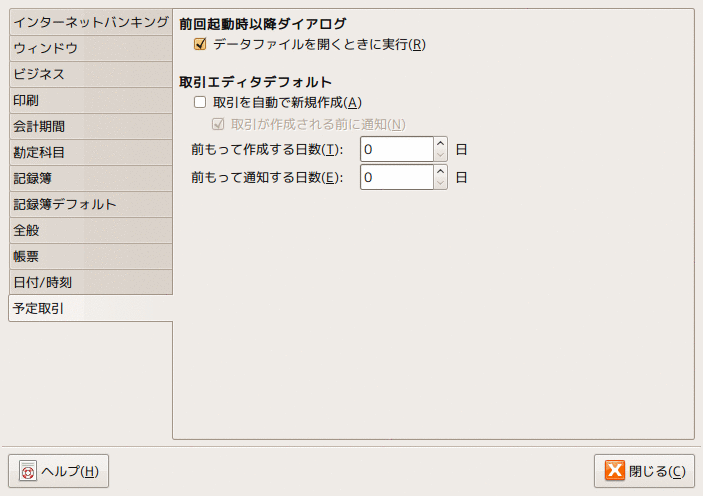 インターネットバンキング
ウィンドウ
ビジネス
印刷
会計期間
勘定科目
記録簿
記録簿デフォルト
全般
帳票
日付/時刻
予定取引
前回起動時以降ダイアログ
データファイルを開くときに実行(R)
取引エディタデフォルト
取引を自動で新規作成(A)
取引が作成される前に通知(N)
前もって作成する日数(T): 0 日
前もって通知する日数(E): 0 日
ヘルプ(H)
閉じる(C)